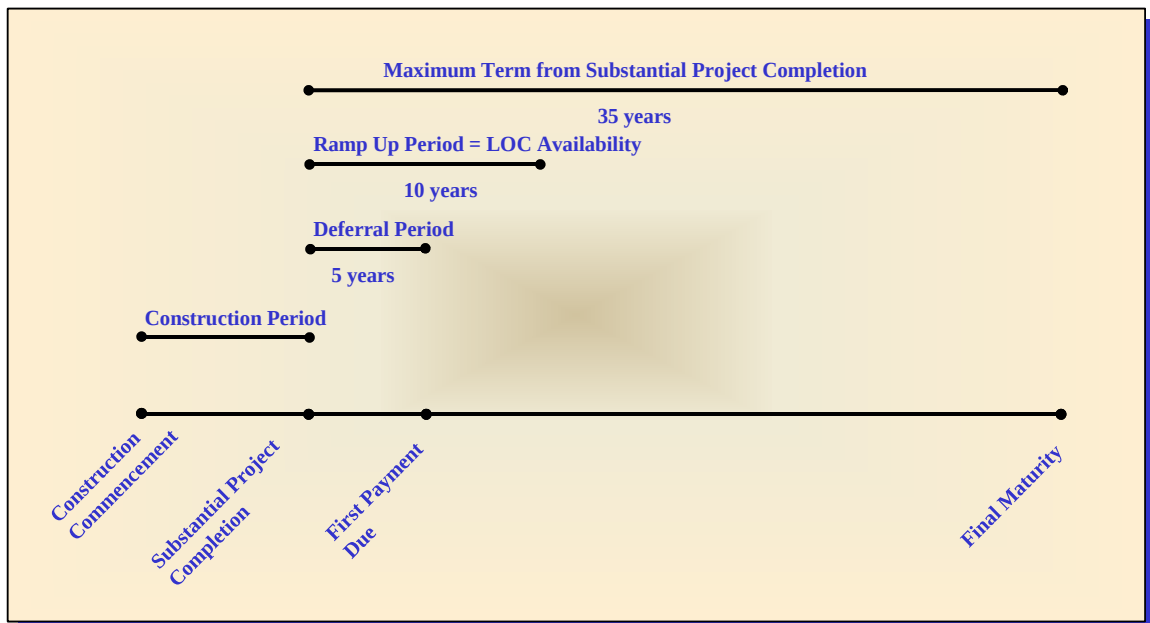 Maximum Term from Substantial Project Completion
35 years
Ramp Up Period = LOC Availability
10 years
Deferral Period
5 years
Construction Period
Construction
Commencement
Substantial Project
Completion
First Payment
Due
Final Maturity